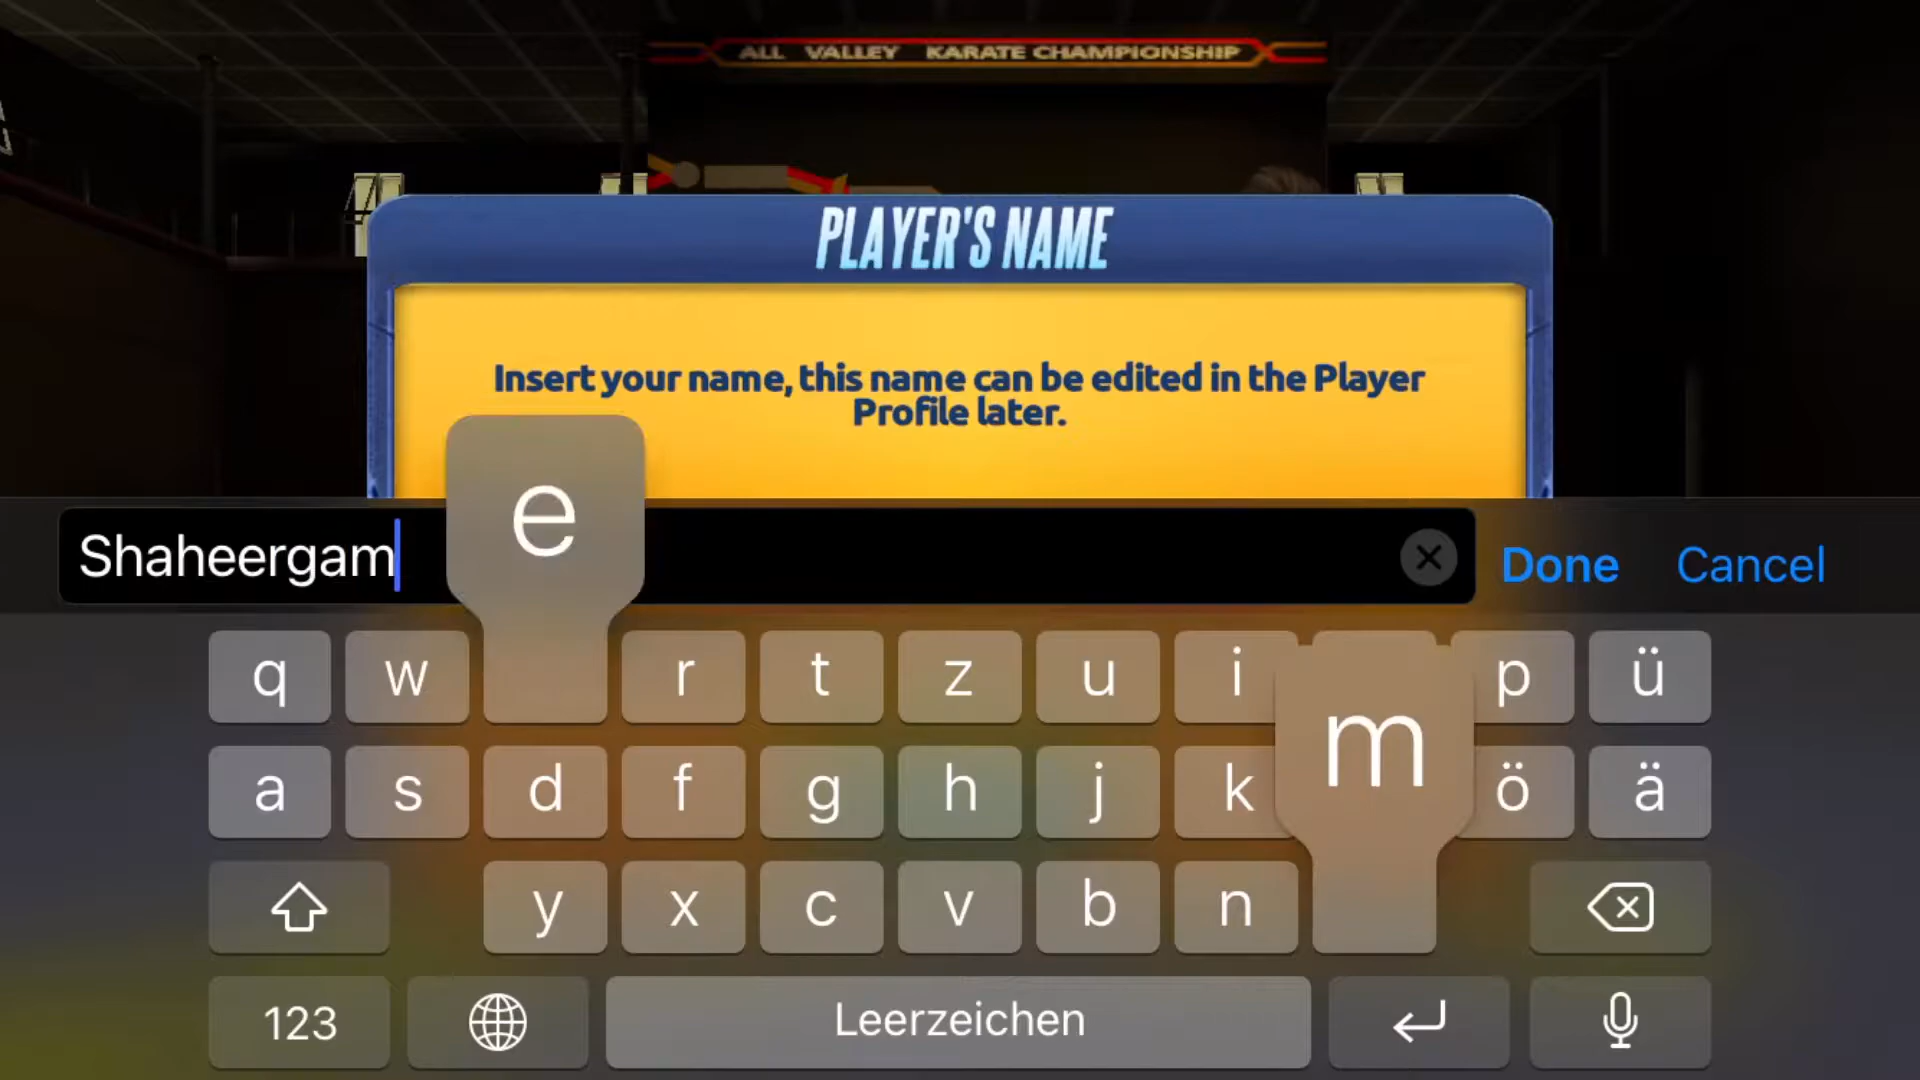 ALL VALLEY KARATE CHAMPIONSHIP
PLAYER'S NAME
Insert your name, this name can be edited in the Player
Profile later.
Shaheergam
Done
Cancel
e
q w r t z u i p ü
m
a s d f g h j k ö ä
y x c v b n
123
Leerzeichen